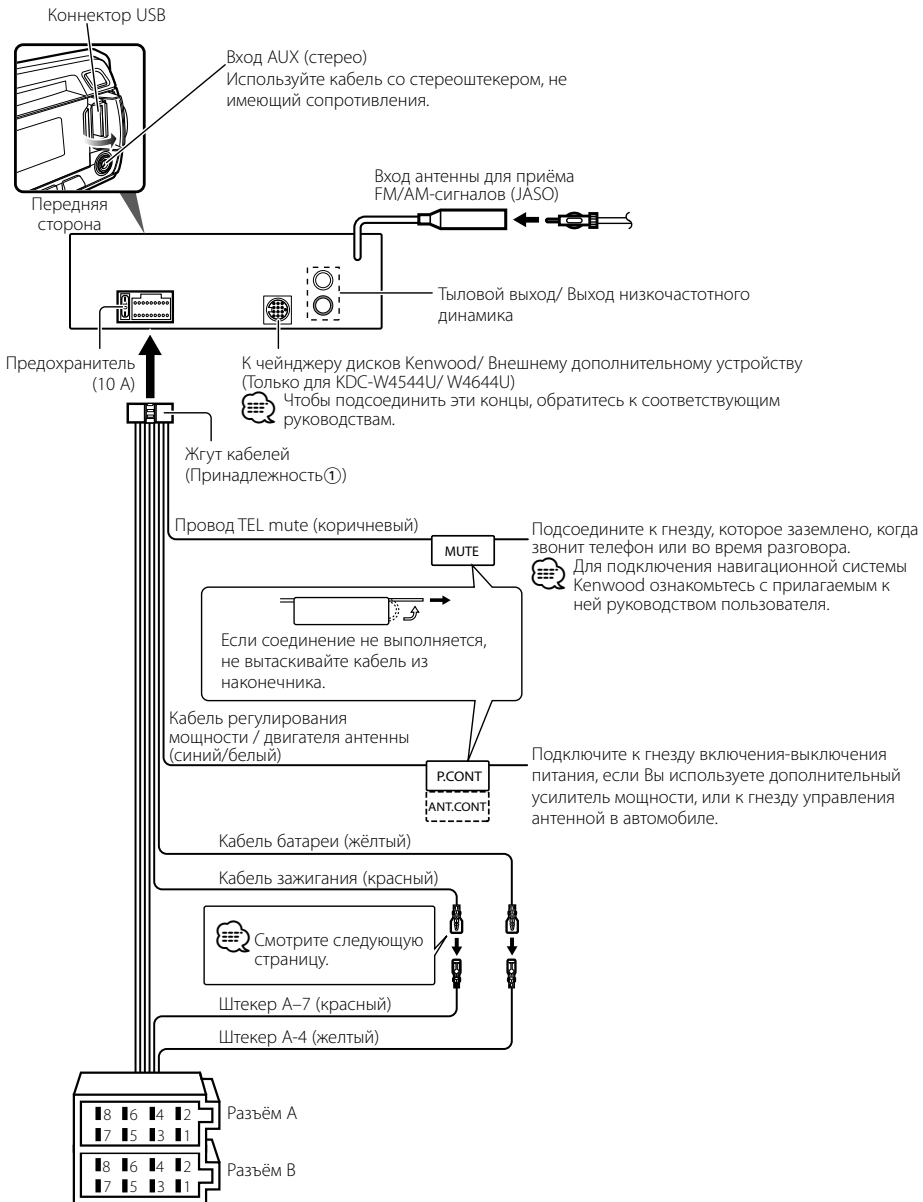 Коннектор USB
Вход AUX (стерео)
Используйте кабель со стереоштекером, не
имеющий сопротивления.
Передняя
сторона
Вход антенны для приёма
FM/AM-сигналов (JASO)
Тыловой выход/ Выход низкочастотного
динамика
Предохранитель
(10 А)
К чейнджеру дисков Kenwood/ Внешнему дополнительному устройству
(Только для KDC-W4544U/ W4644U)
Чтобы подсоединить эти концы, обратитесь к соответствующим
руководствам.
Жгут кабелей
(Принадлежность①)
Провод TEL mute (коричневый)
MUTE
Подсоедините к гнезду, которое заземлено, когда
звонит телефон или во время разговора.
Для подключения навигационной системы
Kenwood ознакомьтесь с прилагаемым к
ней руководством пользователя.
Если соединение не выполняется,
не вытаскивайте кабель из
наконечника.
Кабель регулирования
мощности / двигателя антенны
(синий/белый)
P.CONT
ANT.CONT
Подключите к гнезду включения-выключения
питания, если Вы используете дополнительный
усилитель мощности, или к гнезду управления
антенной в автомобиле.
Кабель батареи (жёлтый)
Кабель зажигания (красный)
Смотрите следующую
страницу.
Штекер А–7 (красный)
Штекер А-4 (желтый)
8 6 4 2
7 5 3 1
Разъём А
8 6 4 2
7 5 3 1
Разъём В